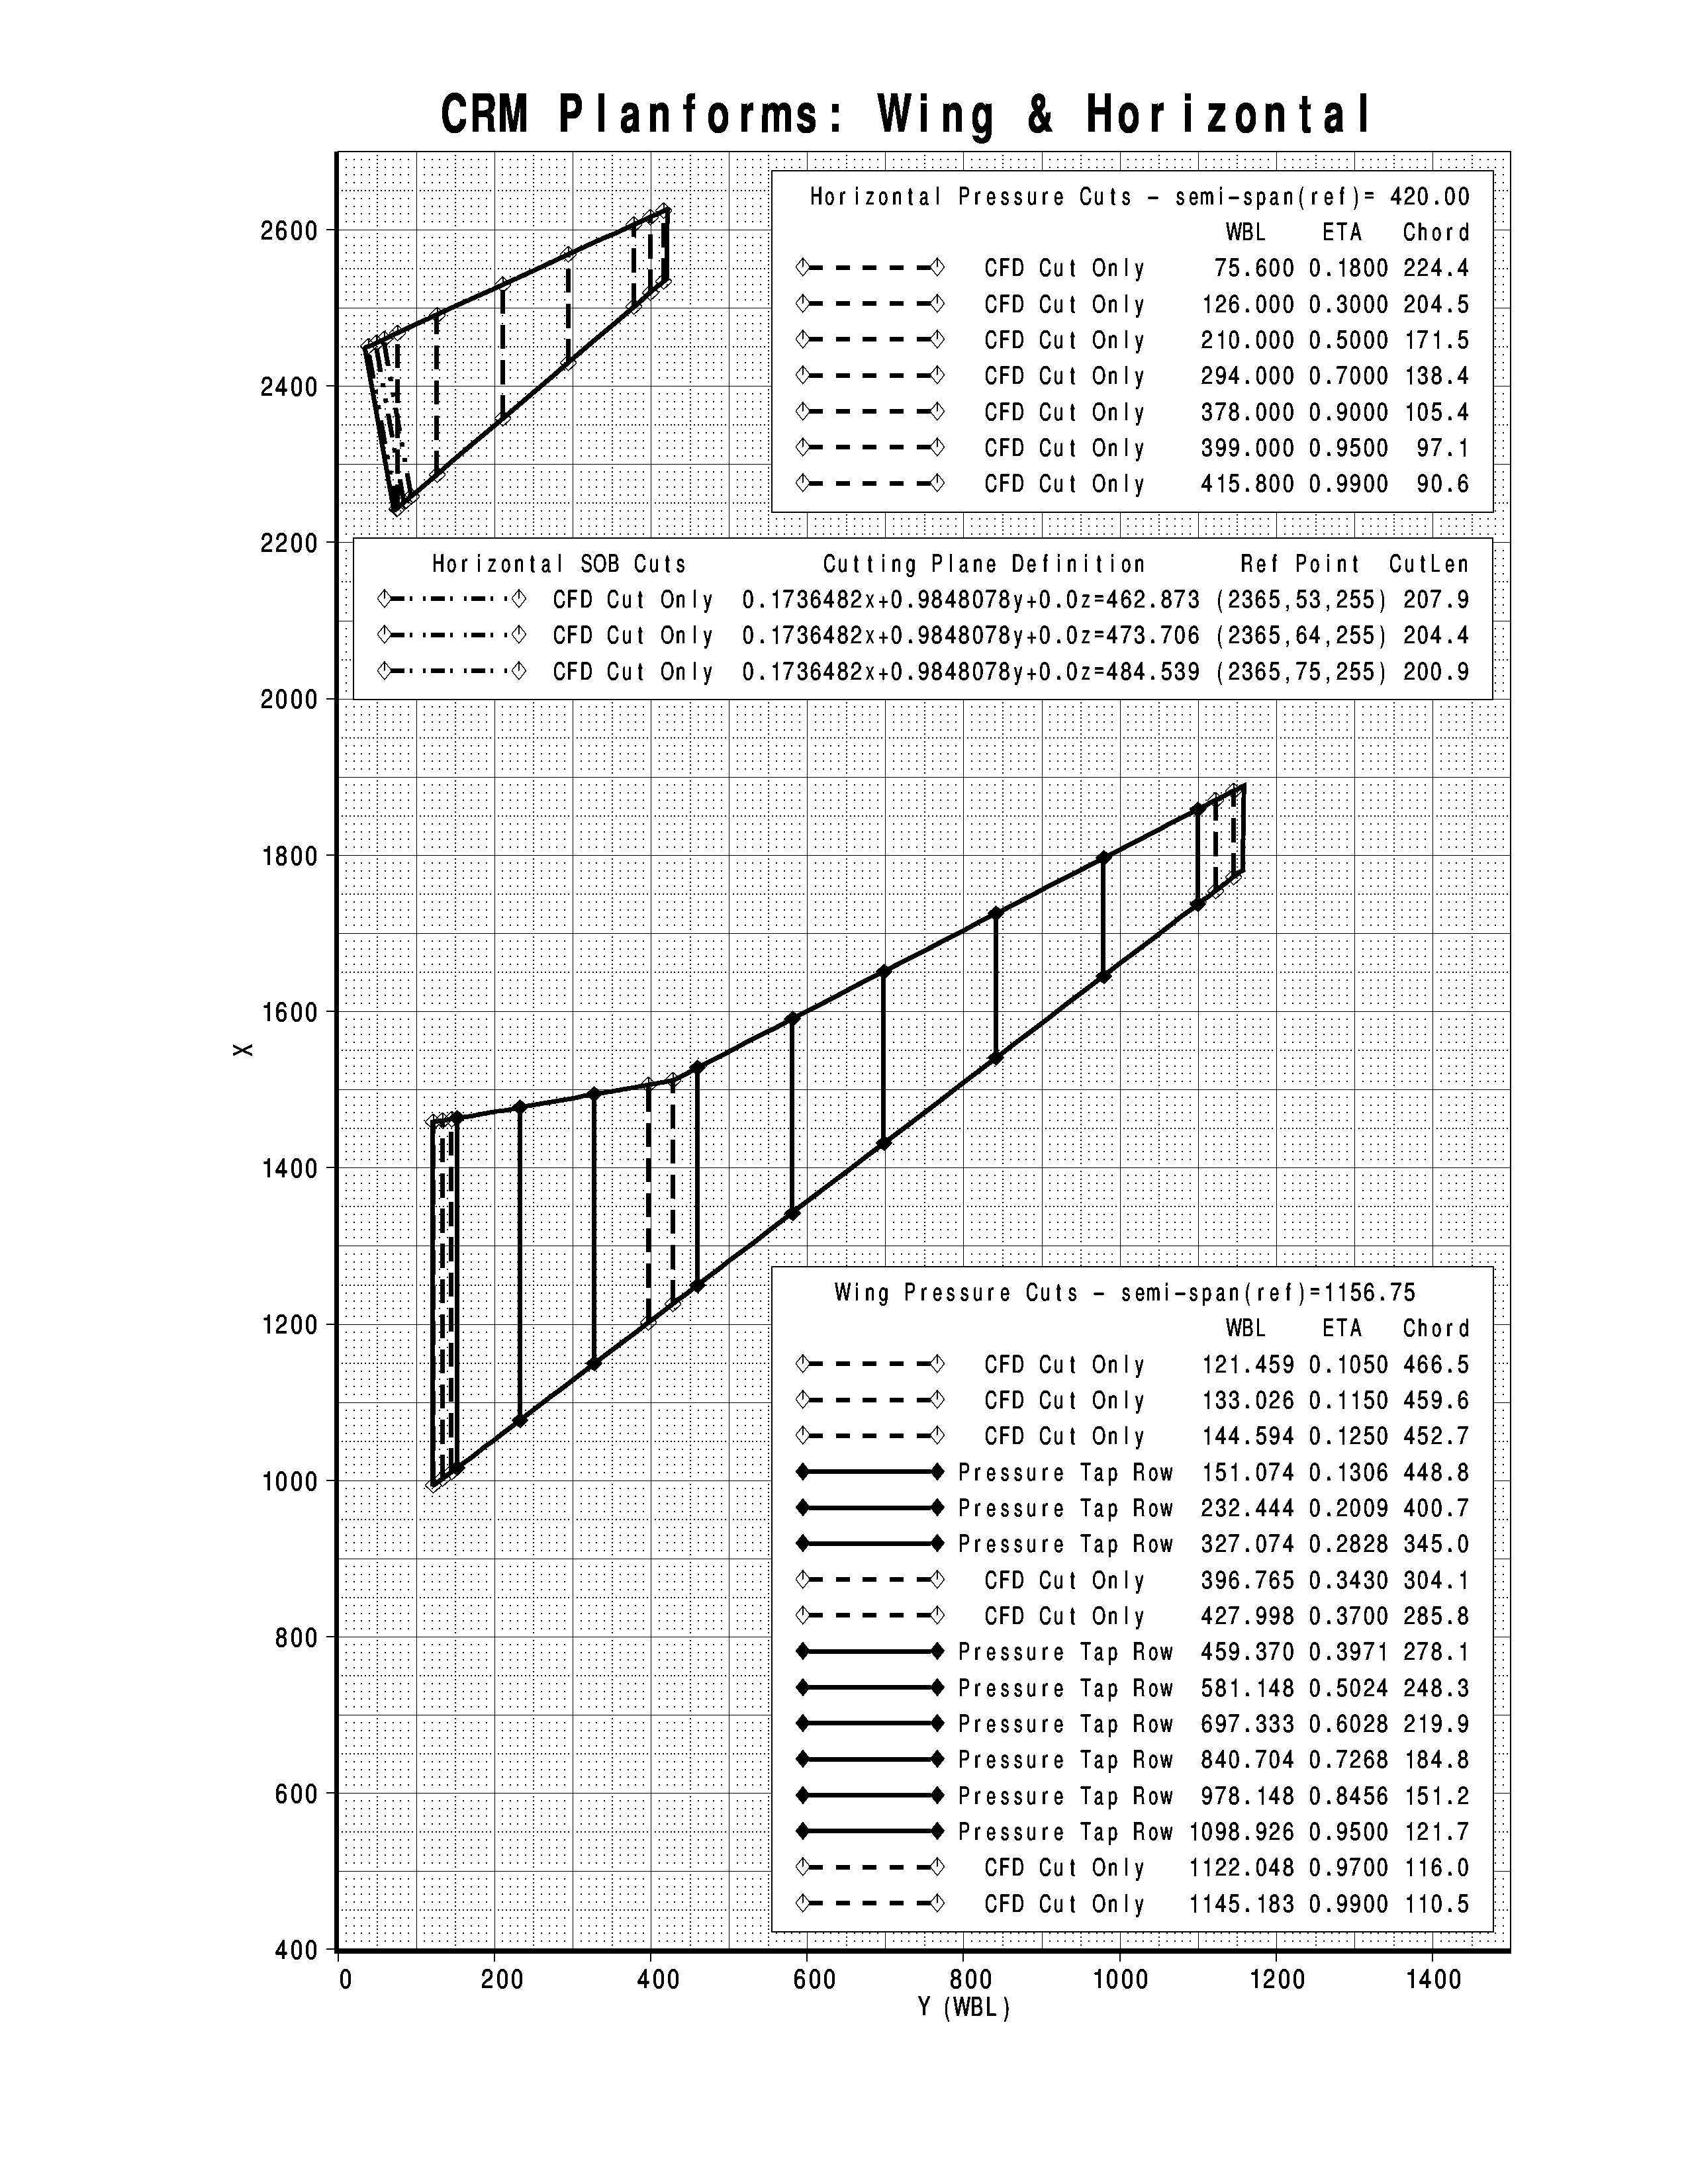 CRM Planforms: Wing & Horizontal
Horizontal Pressure Cuts - semi-span(ref)= 420.00
WBL ETA Chord
CFD Cut Only 75.600 0.1800 224.4
CFD Cut Only 126.000 0.3000 204.5
CFD Cut Only 210.000 0.5000 171.5
CFD Cut Only 294.000 0.7000 138.4
CFD Cut Only 378.000 0.9000 105.4
CFD Cut Only 399.000 0.9500 97.1
CFD Cut Only 415.800 0.9900 90.6
Horizontal SOB Cuts Cutting Plane Definition Ref Point CutLen
CFD Cut Only 0.1736482x+0.9848078y+0.0z=462.873 (2365,53,255) 207.9
CFD Cut Only 0.1736482x+0.9848078y+0.0z=473.706 (2365,64,255) 204.4
CFD Cut Only 0.1736482x+0.9848078y+0.0z=484.539 (2365,75,255) 200.9
Wing Pressure Cuts - semi-span(ref)=1156.75
WBL ETA Chord
CFD Cut Only 121.459 0.1050 466.5
CFD Cut Only 133.026 0.1150 459.6
CFD Cut Only 144.594 0.1250 452.7
Pressure Tap Row 151.074 0.1306 448.8
Pressure Tap Row 232.444 0.2009 400.7
Pressure Tap Row 327.074 0.2828 345.0
CFD Cut Only 396.765 0.3430 304.1
CFD Cut Only 427.998 0.3700 285.8
Pressure Tap Row 459.370 0.3971 278.1
Pressure Tap Row 581.148 0.5024 248.3
Pressure Tap Row 697.333 0.6028 219.9
Pressure Tap Row 840.704 0.7268 184.8
Pressure Tap Row 978.148 0.8456 151.2
Pressure Tap Row 1098.926 0.9500 121.7
CFD Cut Only 1122.048 0.9700 116.0
CFD Cut Only 1145.183 0.9900 110.5
2600
2400
2200
2000
1800
1600
X
1400
1200
1000
800
600
400
0 200 400 600 800 1000 1200 1400
Y (WBL)